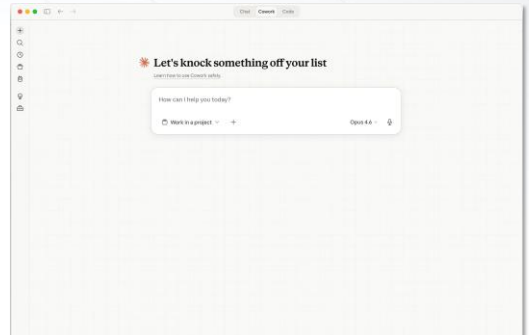 Chat Cowork Code
Let's knock something off your list
Learn how to use Cowork safely.
How can I help you today?
Work in a project
Opus 4.6